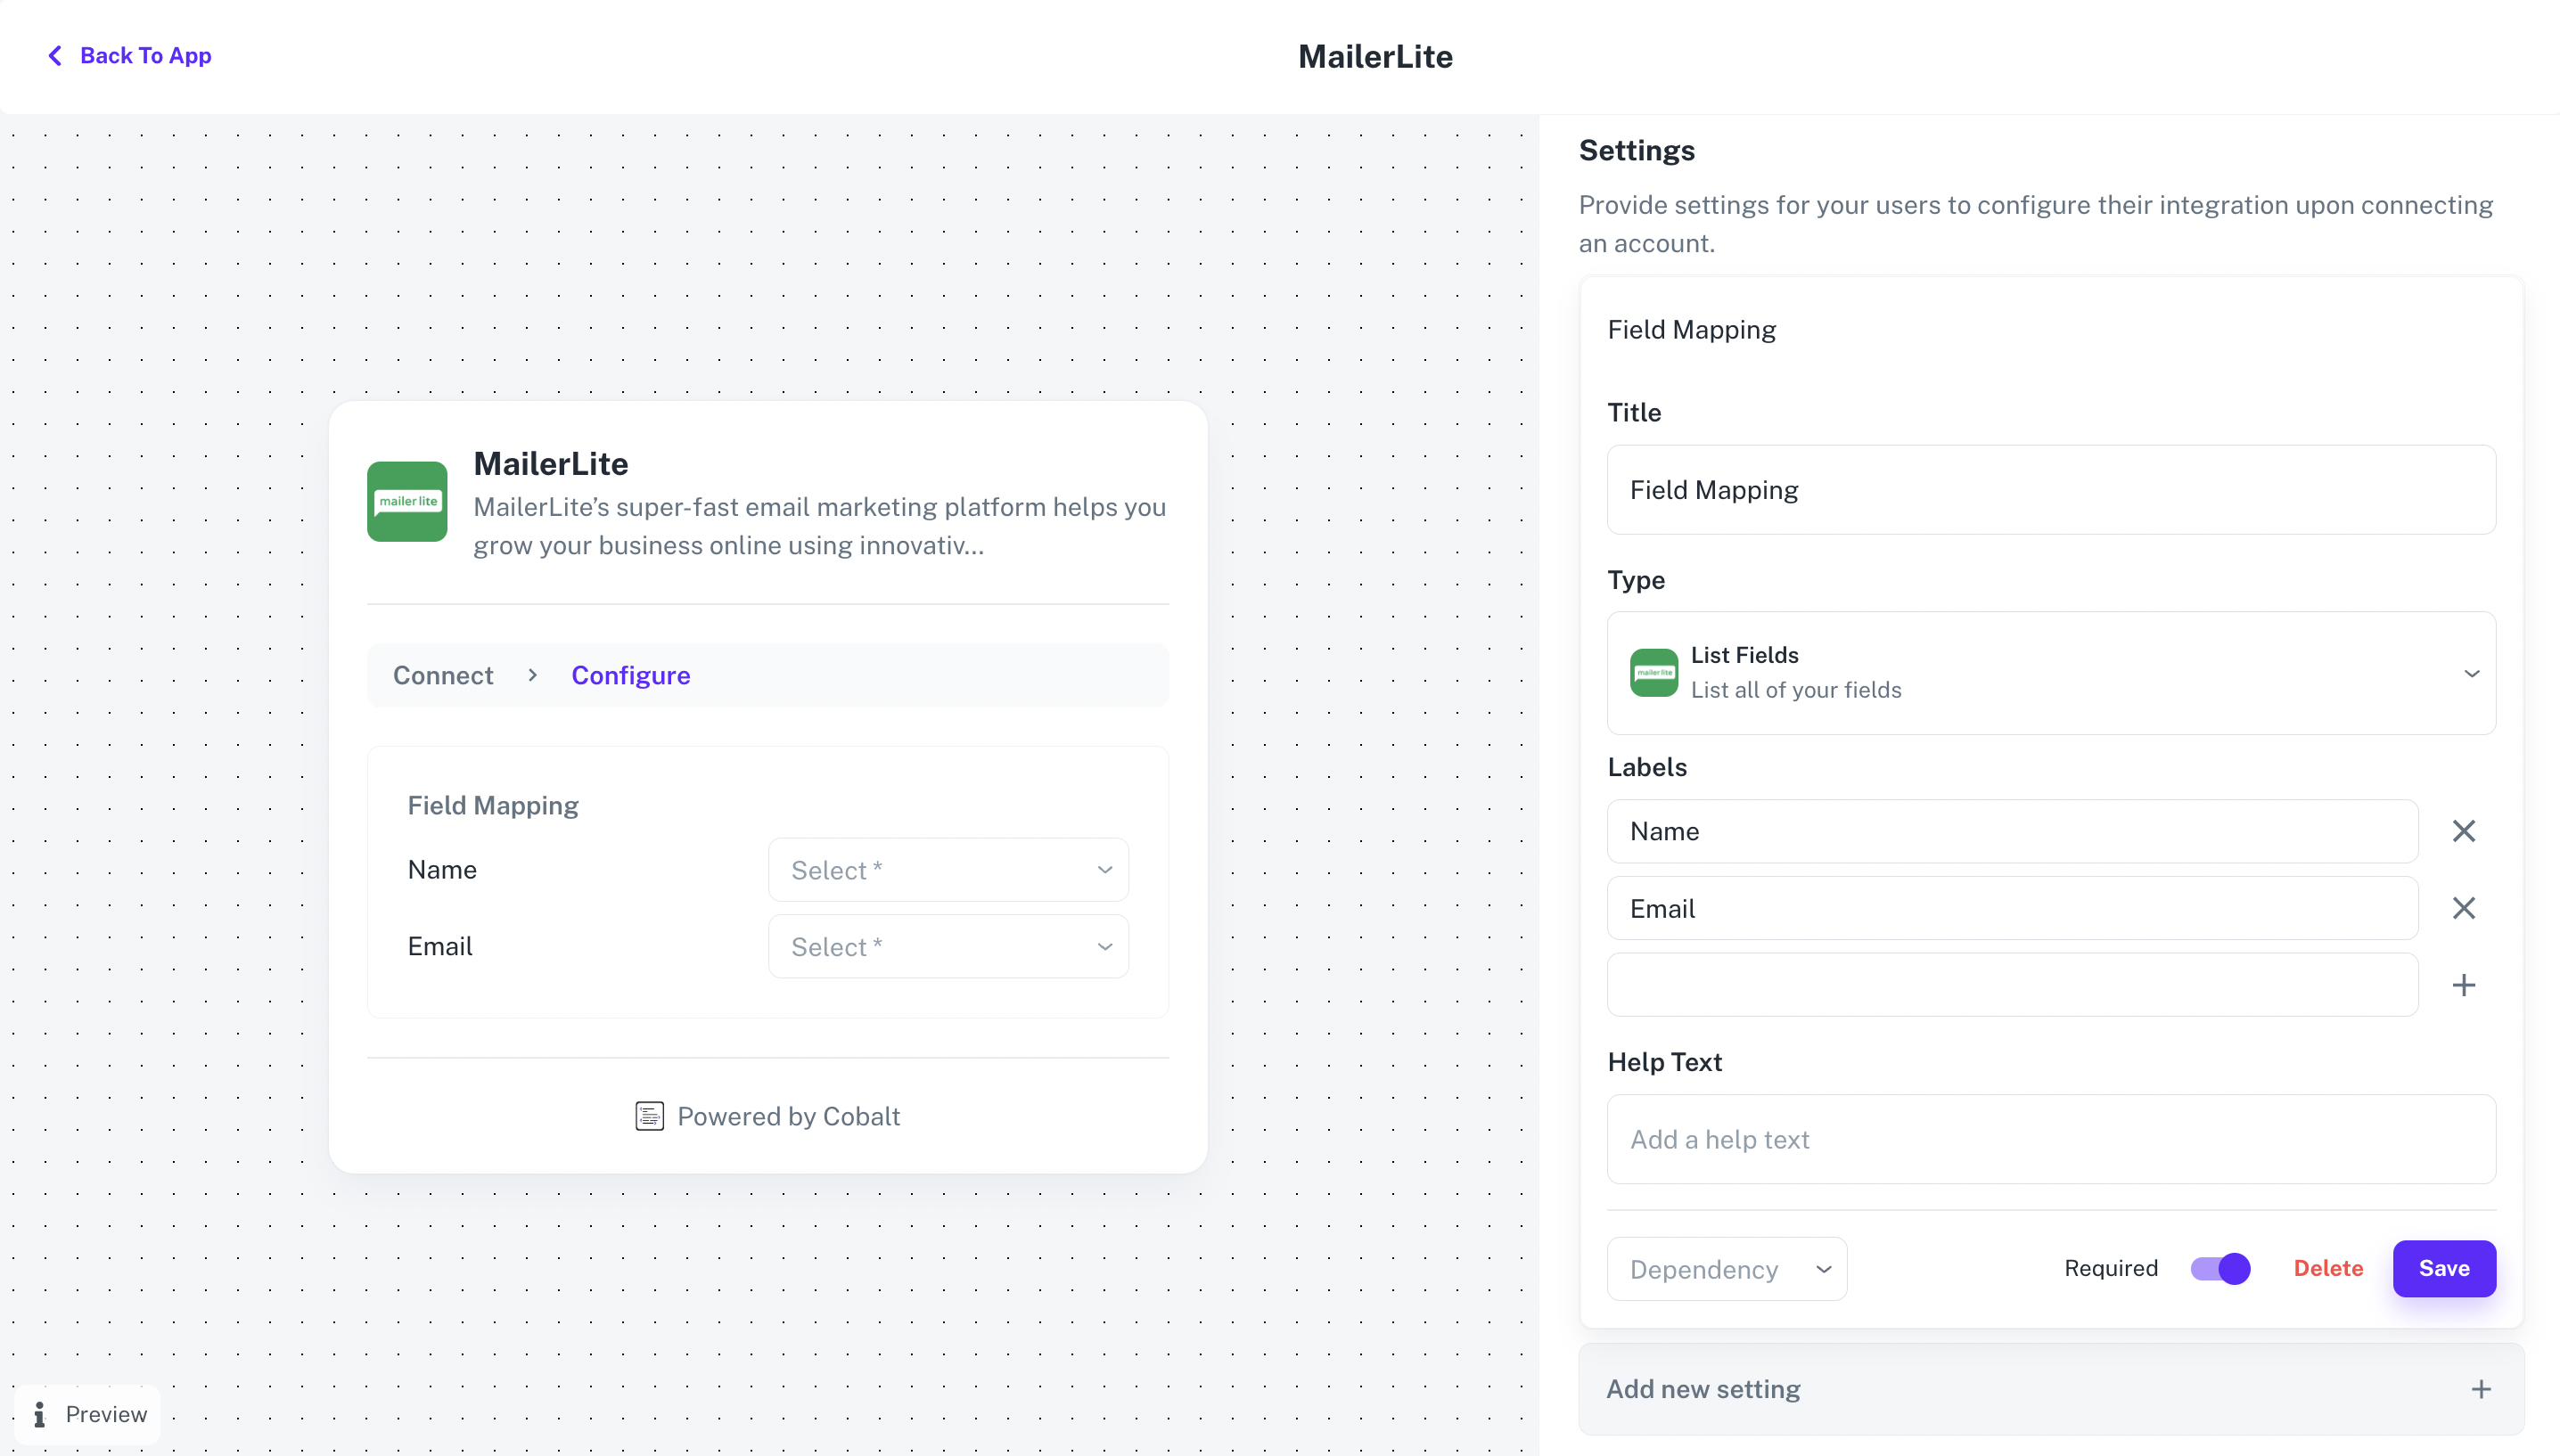 Back To App
MailerLite
MailerLite
mailer lite
MailerLite’s super-fast email marketing platform helps you
grow your business online using innovativ...
Connect
Configure
Field Mapping
Name
Select *
Email
Select *
Powered by Cobalt
Preview
Settings
Provide settings for your users to configure their integration upon connecting
an account.
Field Mapping
Title
Field Mapping
Type
mailer lite
List Fields
List all of your fields
Labels
Name
Email
Help Text
Add a help text
Dependency
Required
Delete
Save
Add new setting